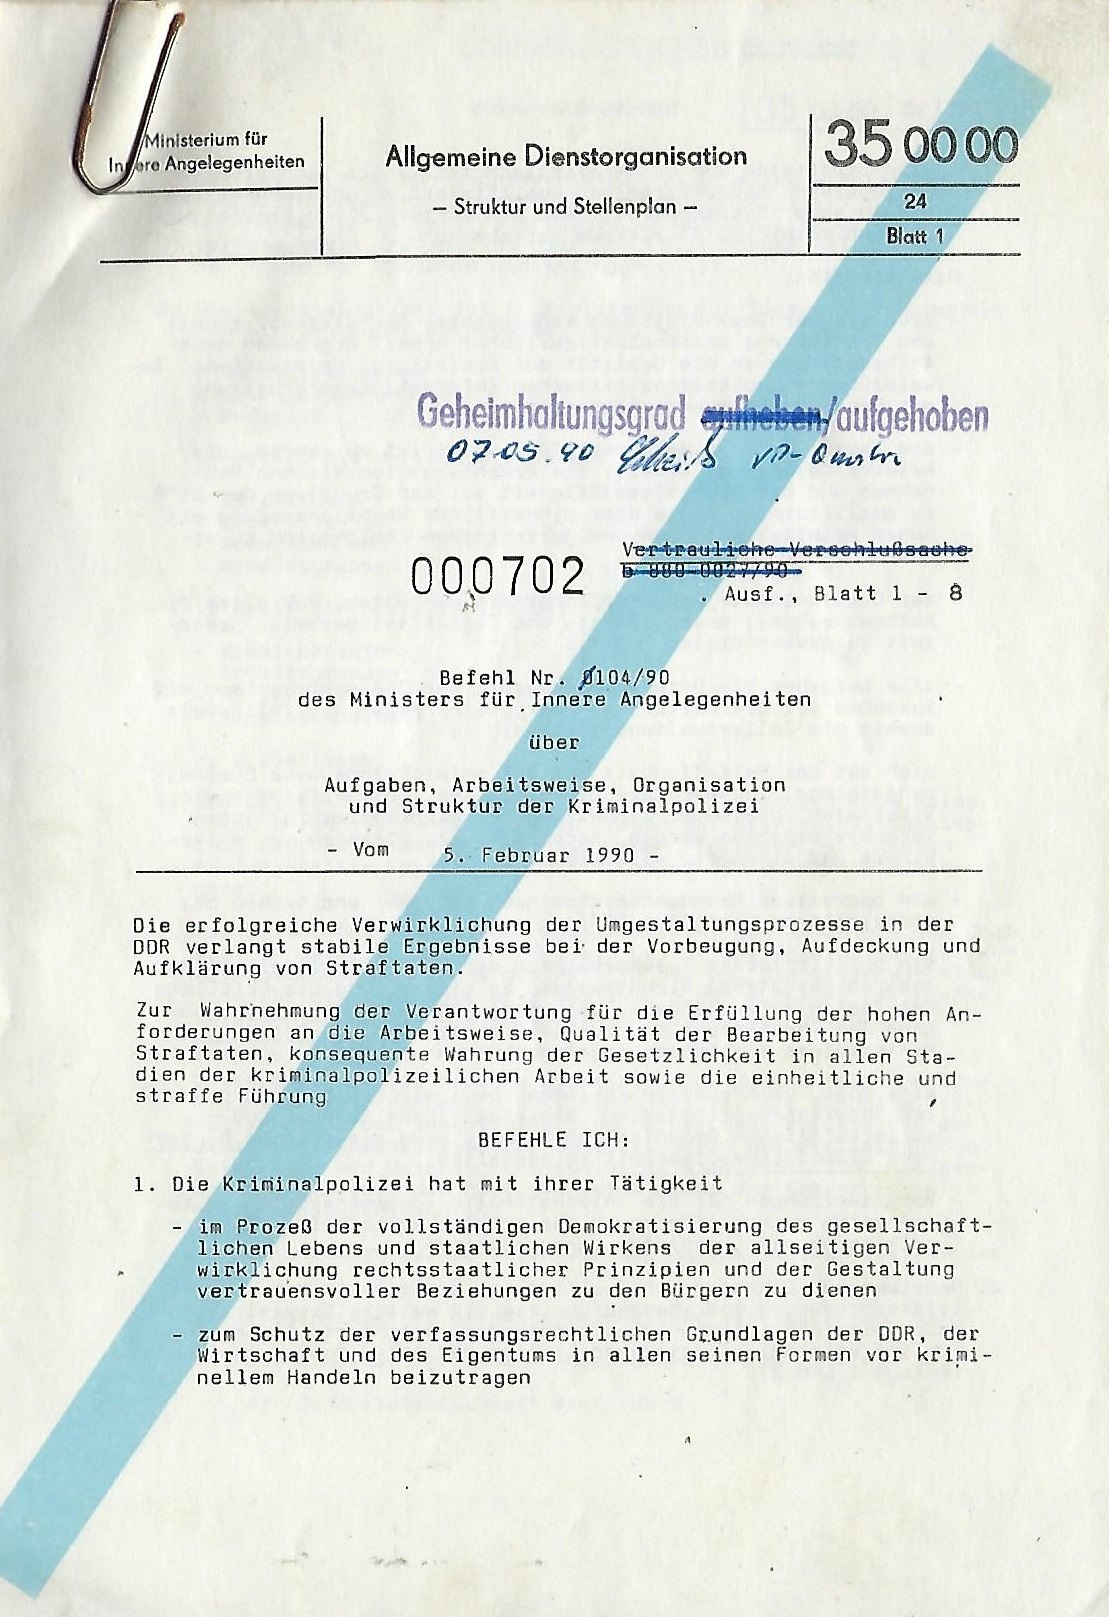 Ministerium für
Innere Angelegenheiten
Allgemeine Dienstorganisation
– Struktur und Stellenplan –
35 00 00
24
Blatt 1
Geheimhaltungsgrad aufheben/aufgehoben
07.05.90
000702
Vertrauliche Verschlußsache
b 080 0027/90
. Ausf., Blatt 1 - 8
Befehl Nr. 0104/90
des Ministers für Innere Angelegenheiten
über
Aufgaben, Arbeitsweise, Organisation
und Struktur der Kriminalpolizei
- Vom 5. Februar 1990 -
Die erfolgreiche Verwirklichung der Umgestaltungsprozesse in der
DDR verlangt stabile Ergebnisse bei der Vorbeugung, Aufdeckung und
Aufklärung von Straftaten.
Zur Wahrnehmung der Verantwortung für die Erfüllung der hohen An-
forderungen an die Arbeitsweise, Qualität der Bearbeitung von
Straftaten, konsequente Wahrung der Gesetzlichkeit in allen Sta-
dien der kriminalpolizeilichen Arbeit sowie die einheitliche und
straffe Führung
BEFEHLE ICH:
1. Die Kriminalpolizei hat mit ihrer Tätigkeit
- im Prozeß der vollständigen Demokratisierung des gesellschaft-
lichen Lebens und staatlichen Wirkens der allseitigen Ver-
wirklichung rechtsstaatlicher Prinzipien und der Gestaltung
vertrauensvoller Beziehungen zu den Bürgern zu dienen
- zum Schutz der verfassungsrechtlichen Grundlagen der DDR, der
Wirtschaft und des Eigentums in allen seinen Formen vor krimi-
nellem Handeln beizutragen